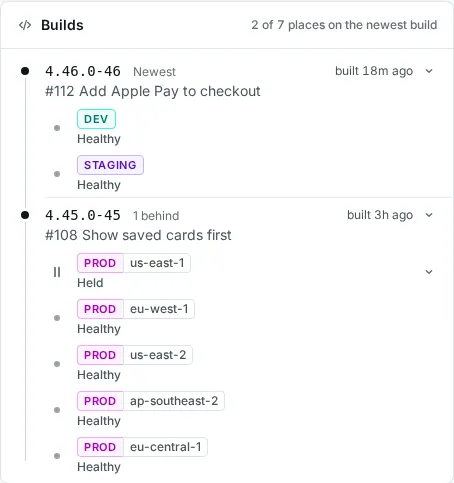 Builds 2 of 7 places on the newest build
4.46.0-46 Newest built 18m ago
#112 Add Apple Pay to checkout
DEV
Healthy
STAGING
Healthy
4.45.0-45 1 behind built 3h ago
#108 Show saved cards first
PROD us-east-1
Held
PROD eu-west-1
Healthy
PROD us-east-2
Healthy
PROD ap-southeast-2
Healthy
PROD eu-central-1
Healthy